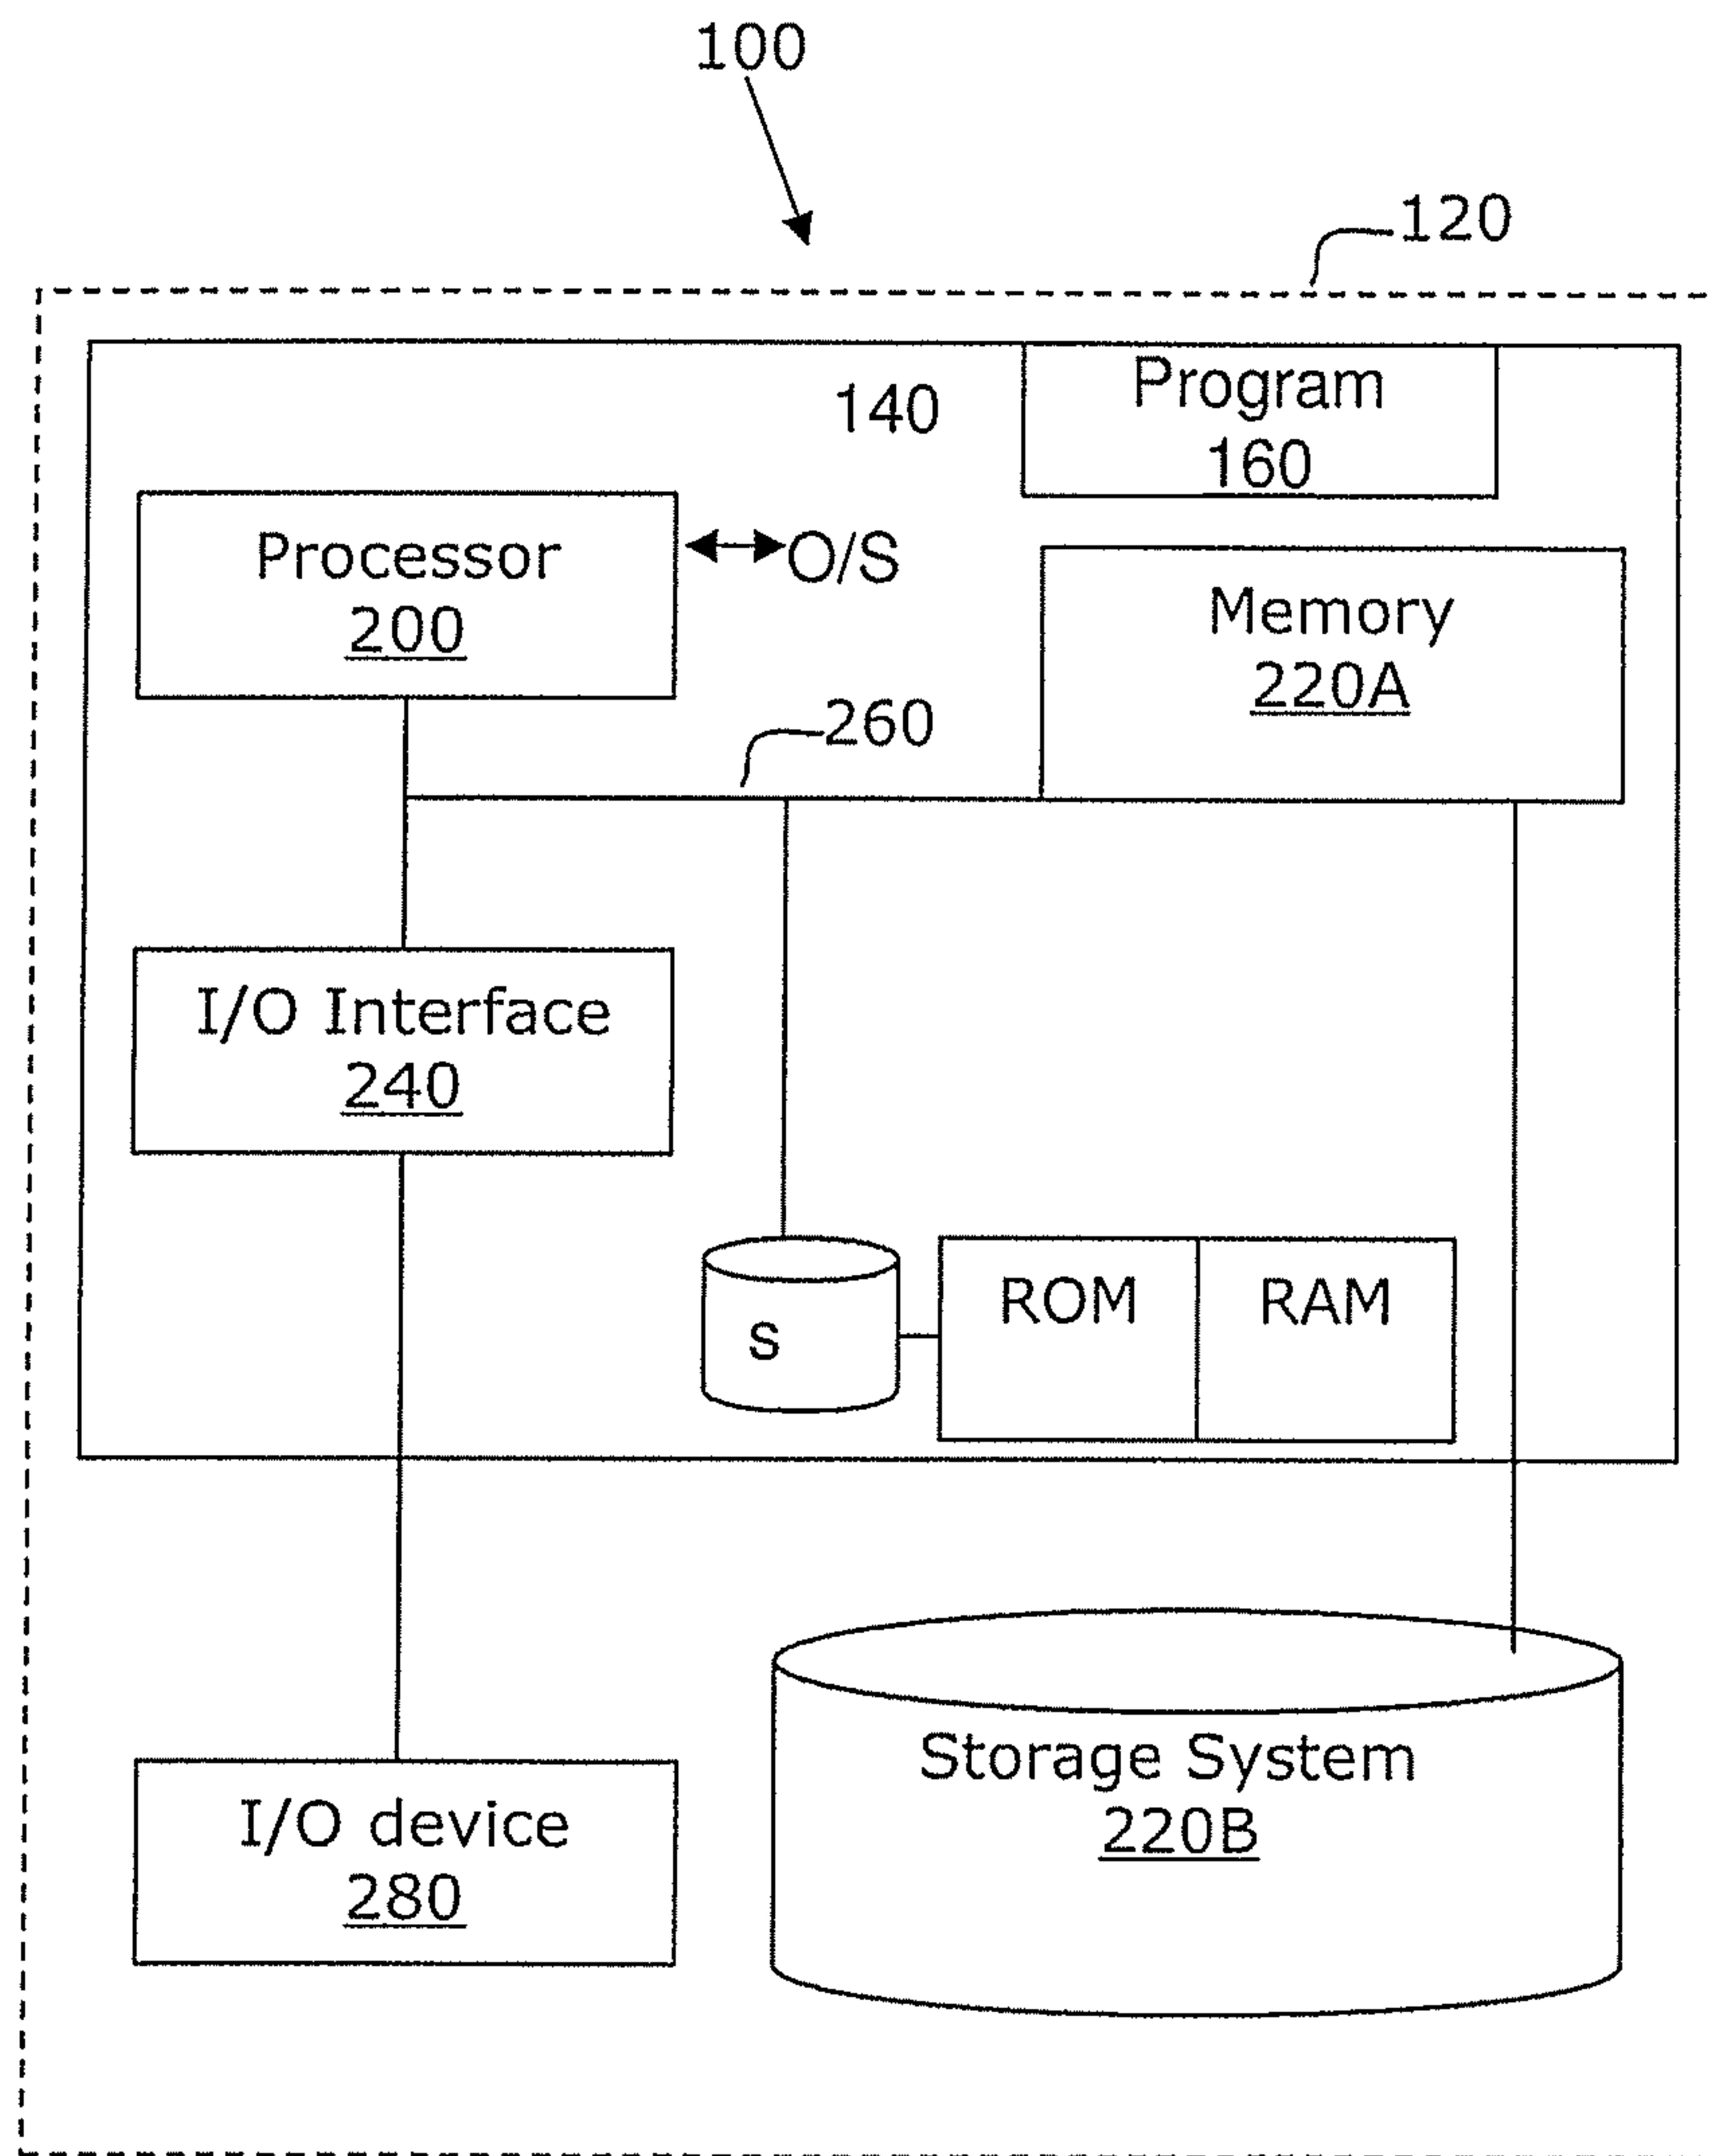 100
120
140
Program
160
Processor
200
O/S
Memory
220A
260
I/O Interface
240
S
ROM
RAM
Storage System
220B
I/O device
280